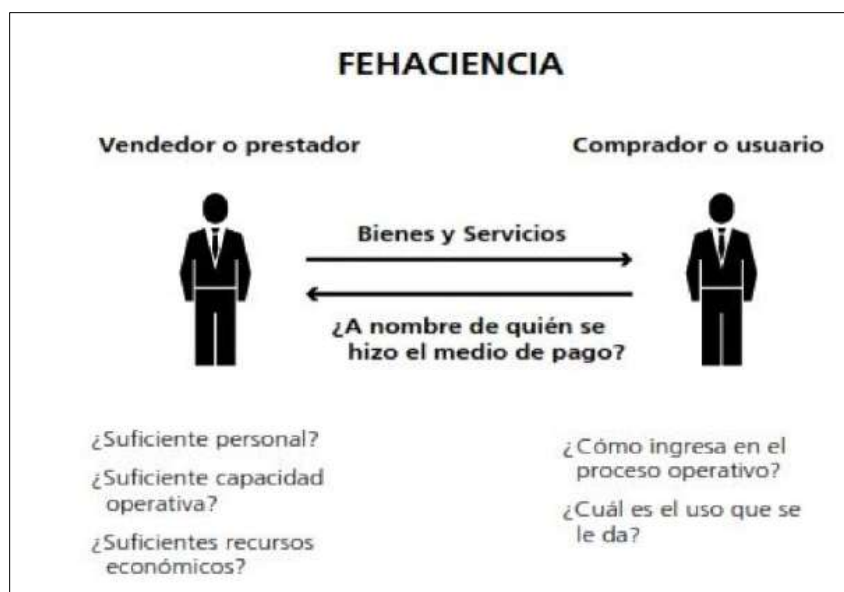 FEHACIENCIA
Vendedor o prestador
Comprador o usuario
Bienes y Servicios
¿A nombre de quién se
hizo el medio de pago?
¿Suficiente personal?
¿Suficiente capacidad
operativa?
¿Suficientes recursos
económicos?
¿Cómo ingresa en el
proceso operativo?
¿Cuál es el uso que se
le da?